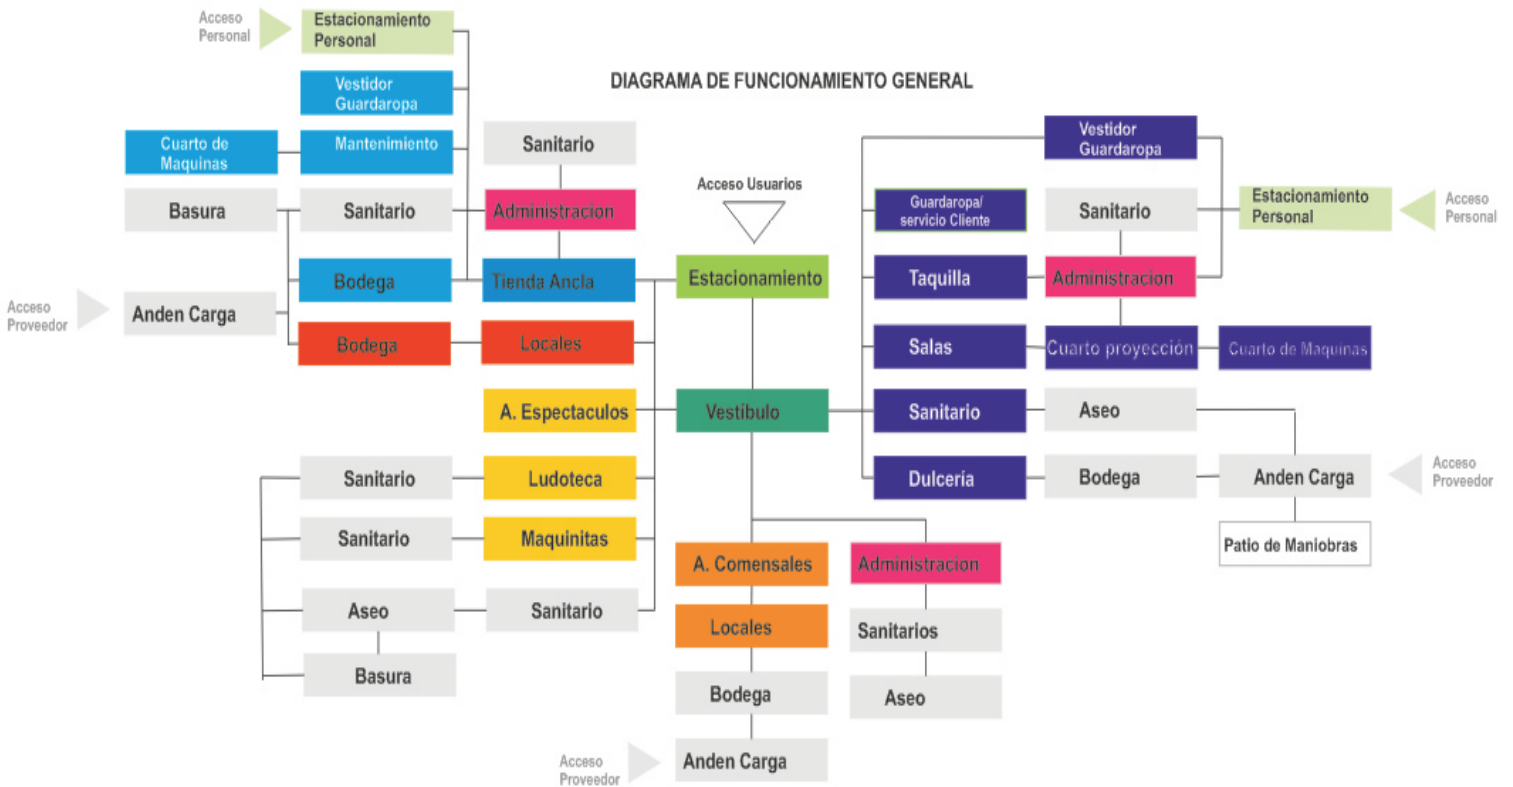 Acceso
Personal
Estacionamiento
Personal
DIAGRAMA DE FUNCIONAMIENTO GENERAL
Vestidor
Guardaropa
Cuarto de
Maquinas
Mantenimiento
Sanitario
Basura
Sanitario
Administracion
Bodega
Tienda Ancla
Acceso
Proveedor
Anden Carga
Bodega
Locales
A. Espectaculos
Sanitario
Ludoteca
Sanitario
Maquinitas
Aseo
Sanitario
Basura
Acceso Usuarios
Estacionamiento
Vestíbulo
A. Comensales
Locales
Bodega
Acceso
Proveedor
Anden Carga
Administracion
Sanitarios
Aseo
Vestidor
Guardaropa
Guardaropa/
servicio Cliente
Sanitario
Estacionamiento
Personal
Acceso
Personal
Taquilla
Administracion
Salas
Cuarto proyección
Cuarto de Maquinas
Sanitario
Aseo
Dulcería
Bodega
Anden Carga
Acceso
Proveedor
Patio de Maniobras